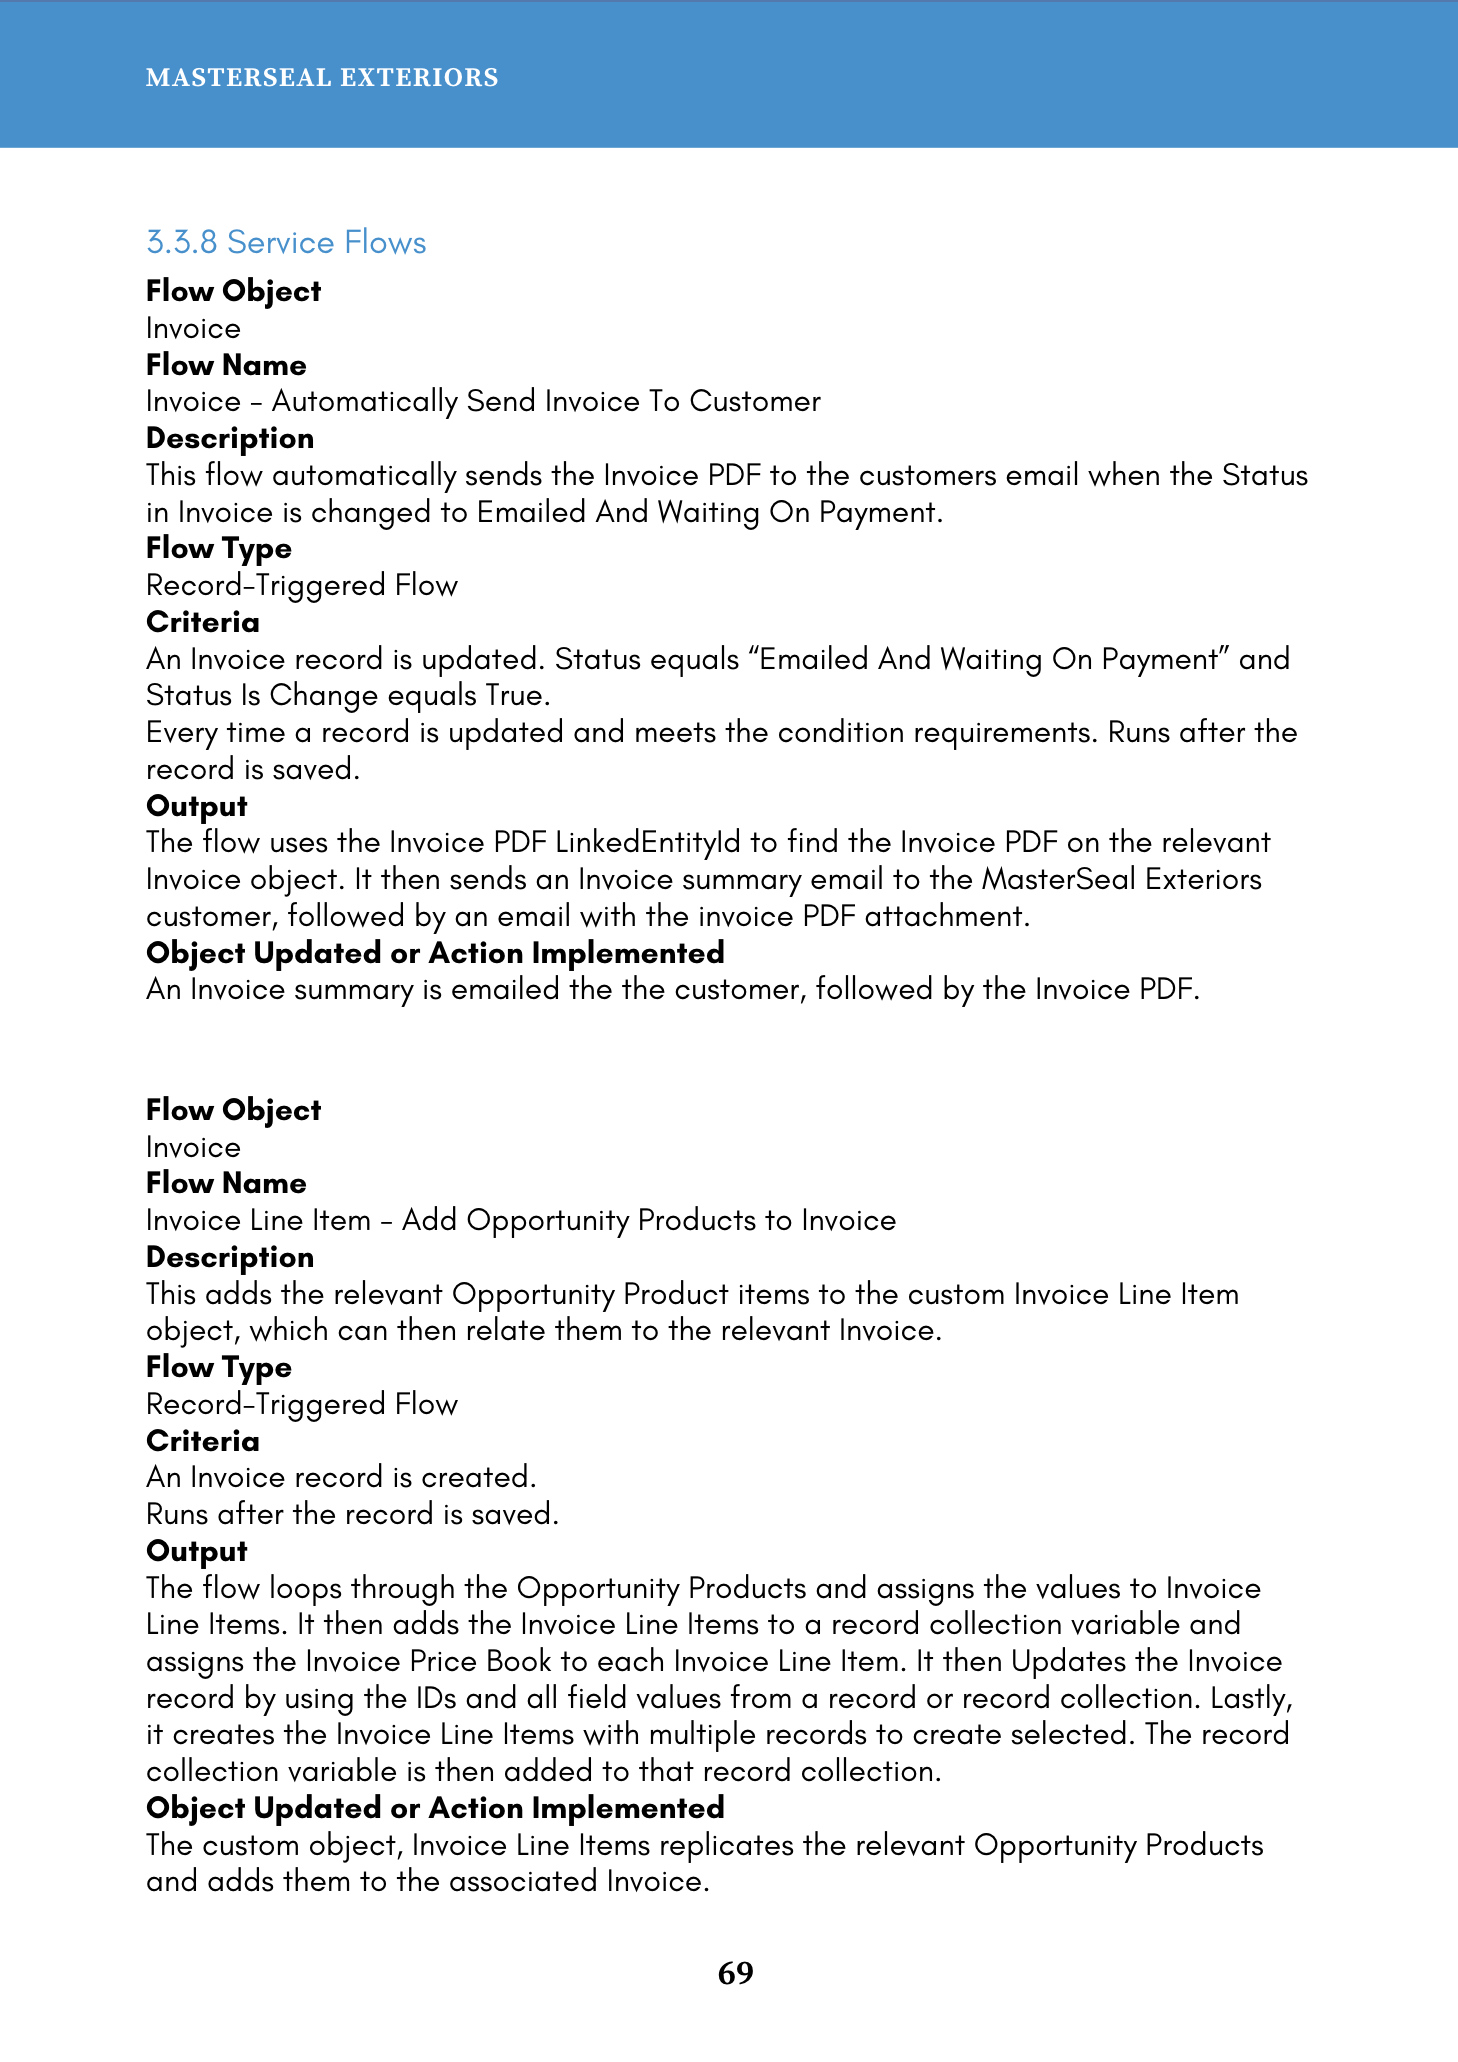 MASTERSEAL EXTERIORS
3.3.8 Service Flows
Flow Object
Invoice
Flow Name
Invoice - Automatically Send Invoice To Customer
Description
This flow automatically sends the Invoice PDF to the customers email when the Status
in Invoice is changed to Emailed And Waiting On Payment.
Flow Type
Record-Triggered Flow
Criteria
An Invoice record is updated. Status equals “Emailed And Waiting On Payment” and
Status Is Change equals True.
Every time a record is updated and meets the condition requirements. Runs after the
record is saved.
Output
The flow uses the Invoice PDF LinkedEntityId to find the Invoice PDF on the relevant
Invoice object. It then sends an Invoice summary email to the MasterSeal Exteriors
customer, followed by an email with the invoice PDF attachment.
Object Updated or Action Implemented
An Invoice summary is emailed the the customer, followed by the Invoice PDF.
Flow Object
Invoice
Flow Name
Invoice Line Item - Add Opportunity Products to Invoice
Description
This adds the relevant Opportunity Product items to the custom Invoice Line Item
object, which can then relate them to the relevant Invoice.
Flow Type
Record-Triggered Flow
Criteria
An Invoice record is created.
Runs after the record is saved.
Output
The flow loops through the Opportunity Products and assigns the values to Invoice
Line Items. It then adds the Invoice Line Items to a record collection variable and
assigns the Invoice Price Book to each Invoice Line Item. It then Updates the Invoice
record by using the IDs and all field values from a record or record collection. Lastly,
it creates the Invoice Line Items with multiple records to create selected. The record
collection variable is then added to that record collection.
Object Updated or Action Implemented
The custom object, Invoice Line Items replicates the relevant Opportunity Products
and adds them to the associated Invoice.
69